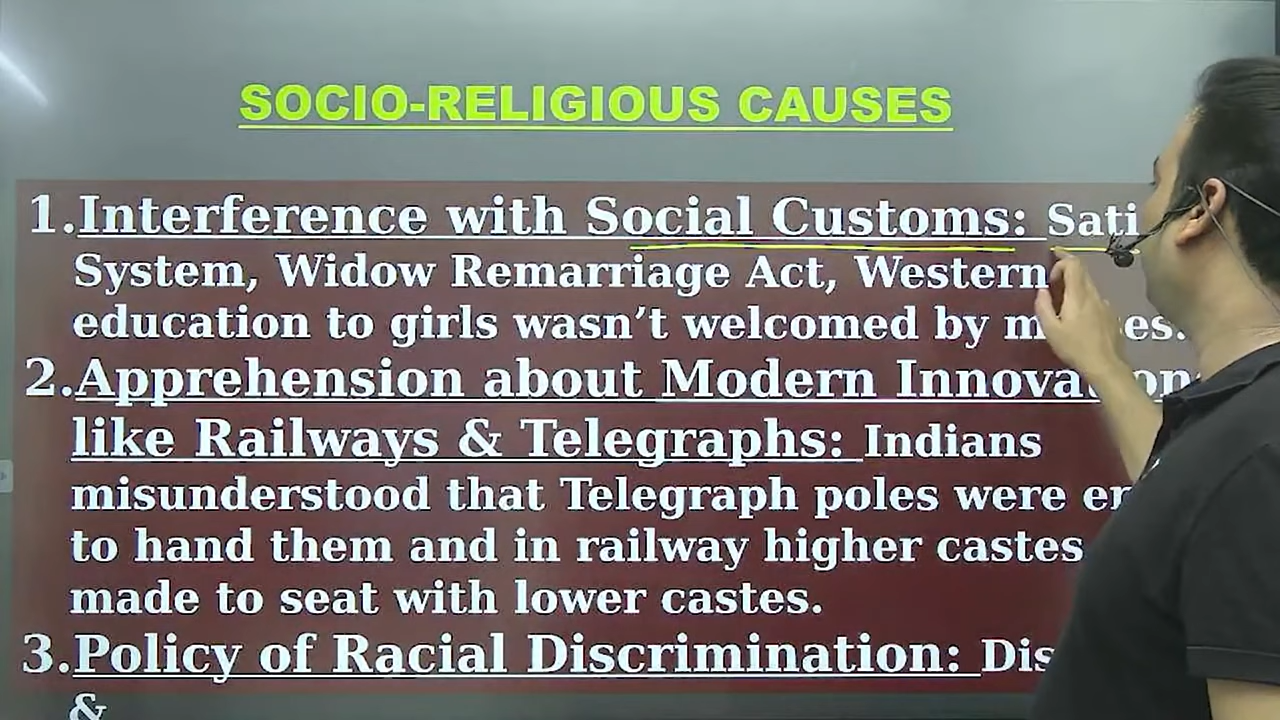 SOCIO-RELIGIOUS CAUSES
1.Interference with Social Customs: Sati
System, Widow Remarriage Act, Western
education to girls wasn’t welcomed by
2.Apprehension about Modern
like Railways & Telegraphs: Indians
misunderstood that Telegraph poles were
to hand them and in railway higher castes
made to seat with lower castes.
3.Policy of Racial Discrimination:
&